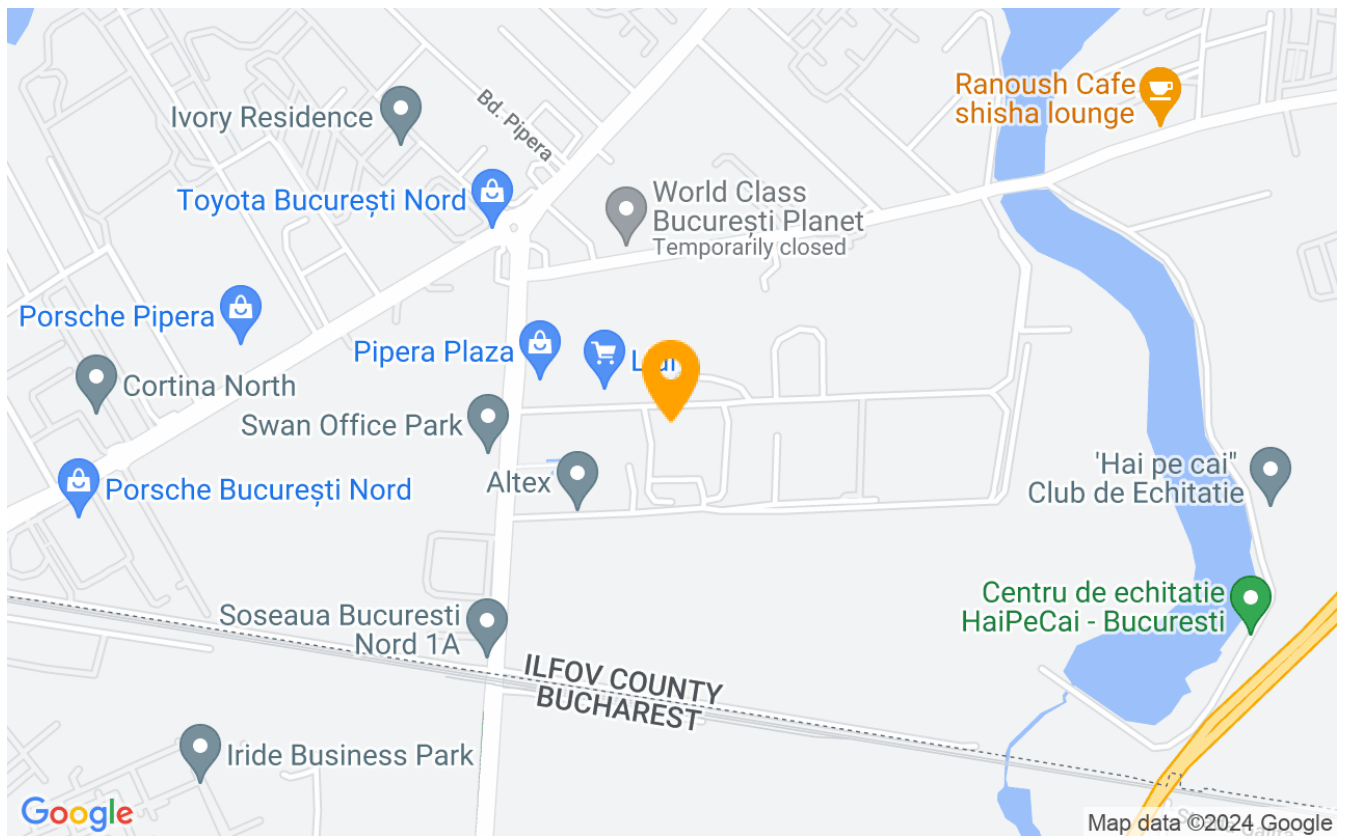 Ranoush Cafe
shisha lounge
Bd. Pipera
Ivory Residence
World Class
București Planet
Temporarily closed
Toyota București Nord
Porsche Pipera
Pipera Plaza
Cortina North
Swan Office Park
'Hai pe cai"
Club de Echitatie
Altex
Porsche București Nord
Centru de echitatie
HaiPeCai - Bucuresti
Soseaua Bucuresti
Nord 1A
ILFOV COUNTY
BUCHAREST
Iride Business Park
Google
Map data ©2024 Google